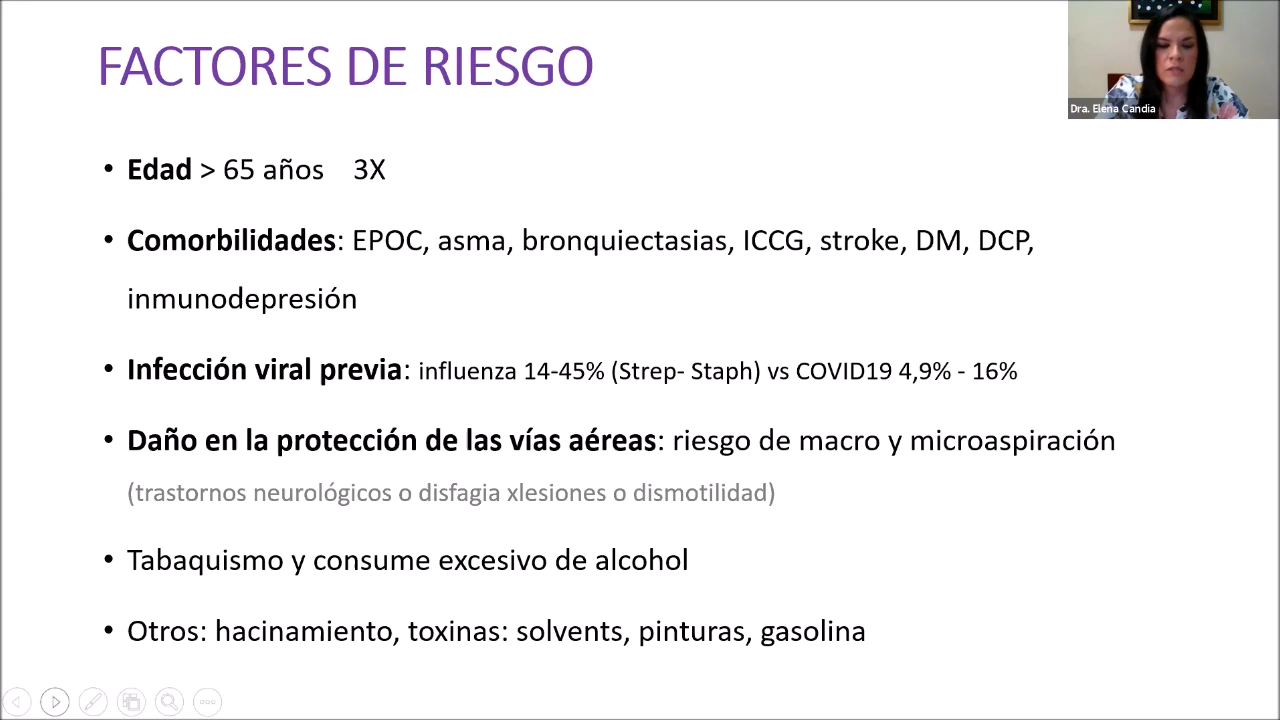 FACTORES DE RIESGO
Dra. Elena Candia
• Edad > 65 años 3X
• Comorbilidades: EPOC, asma, bronquiectasias, ICCG, stroke, DM, DCP,
inmunodepresión
• Infección viral previa: influenza 14-45% (Strep- Staph) vs COVID19 4,9% - 16%
• Daño en la protección de las vías aéreas: riesgo de macro y microaspiración
(trastornos neurológicos o disfagia xlesiones o dismotilidad)
• Tabaquismo y consume excesivo de alcohol
• Otros: hacinamiento, toxinas: solvents, pinturas, gasolina